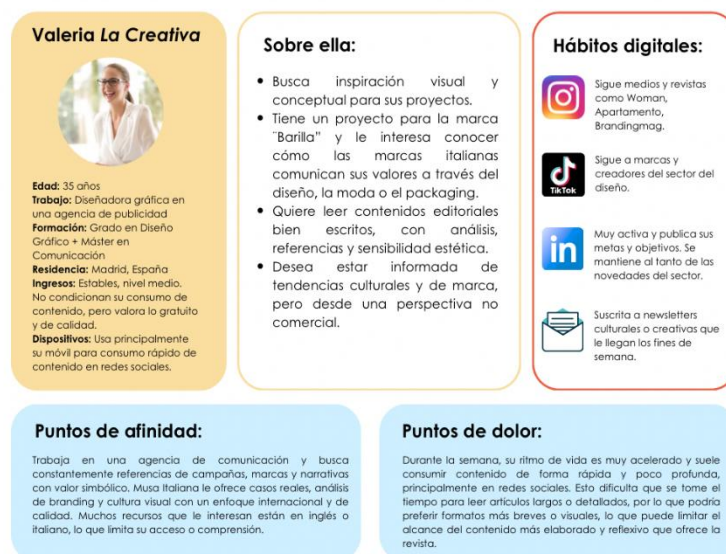 Valeria La Creativa
Edad: 35 años
Trabajo: Diseñadora gráfica en
una agencia de publicidad
Formación: Grado en Diseño
Gráfico + Máster en
Comunicación
Residencia: Madrid, España
Ingresos: Estables, nivel medio.
No condicionan su consumo de
contenido, pero valora lo gratuito
y de calidad.
Dispositivos: Usa principalmente
su móvil para consumo rápido de
contenido en redes sociales.
Sobre ella:
• Busca inspiración visual y
conceptual para sus proyectos.
• Tiene un proyecto para la marca
¨Barilla” y le interesa conocer
cómo las marcas italianas
comunican sus valores a través del
diseño, la moda o el packaging.
• Quiere leer contenidos editoriales
bien escritos, con análisis,
referencias y sensibilidad estética.
• Desea estar informada de
tendencias culturales y de marca,
pero desde una perspectiva no
comercial.
Hábitos digitales:
Sigue medios y revistas
como Woman,
Apartamento,
Brandingmag.
TikTok
Sigue a marcas y
creadores del sector del
diseño.
in
Muy activa y publica sus
metas y objetivos. Se
mantiene al tanto de las
novedades del sector.
Suscrita a newsletters
culturales o creativas que
le llegan los fines de
semana.
Puntos de afinidad:
Trabaja en una agencia de comunicación y busca
constantemente referencias de campañas, marcas y narrativas
con valor simbólico. Musa Italiana le ofrece casos reales, análisis
de branding y cultura visual con un enfoque internacional y de
calidad. Muchos recursos que le interesan están en inglés o
italiano, lo que limita su acceso o comprensión.
Puntos de dolor:
Durante la semana, su ritmo de vida es muy acelerado y suele
consumir contenido de forma rápida y poco profunda,
principalmente en redes sociales. Esto dificulta que se tome el
tiempo para leer artículos largos o detallados, por lo que podría
preferir formatos más breves o visuales, lo que puede limitar el
alcance del contenido más elaborado y reflexivo que ofrece la
revista.